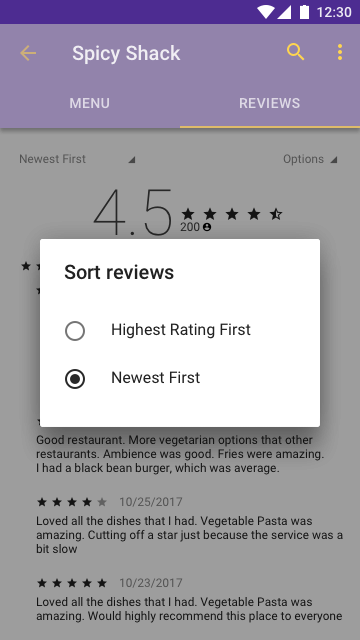 12:30
Spicy Shack
MENU REVIEWS
Newest First Options
4.5
200
Sort reviews
Highest Rating First
Newest First
Good restaurant. More vegetarian options that other
restaurants. Ambience was good. Fries were amazing.
I had a black bean burger, which was average.
10/25/2017
Loved all the dishes that I had. Vegetable Pasta was
amazing. Cutting off a star just because the service was a
bit slow
10/23/2017
Loved all the dishes that I had. Vegetable Pasta was
amazing. Would highly recommend this place to everyone